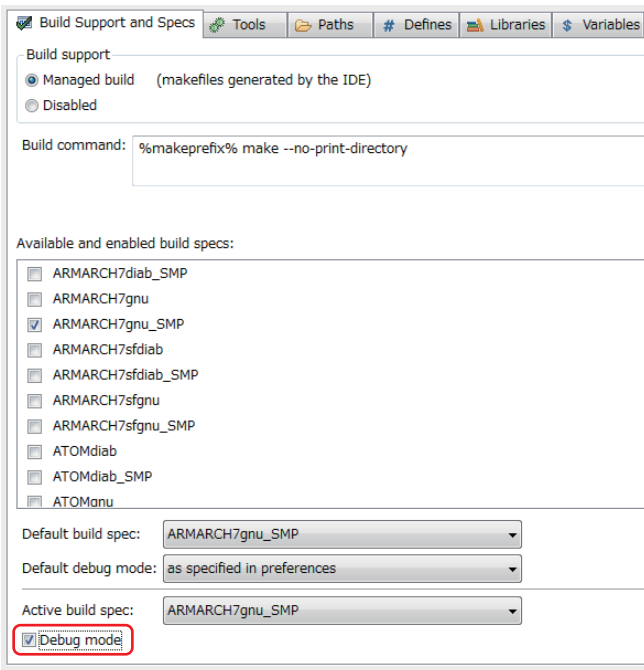 Build Support and Specs Tools Paths # Defines Libraries $ Variables
Build support
Managed build (makefiles generated by the IDE)
Disabled
Build command: %makeprefix% make --no-print-directory
Available and enabled build specs:
ARMARCH7diab_SMP
ARMARCH7gnu
ARMARCH7gnu_SMP
ARMARCH7sfdiab
ARMARCH7sfdiab_SMP
ARMARCH7sfgnu
ARMARCH7sfgnu_SMP
ATOMdiab
ATOMdiab_SMP
ATOMgnu
Default build spec: ARMARCH7gnu_SMP
Default debug mode: as specified in preferences
Active build spec: ARMARCH7gnu_SMP
Debug mode